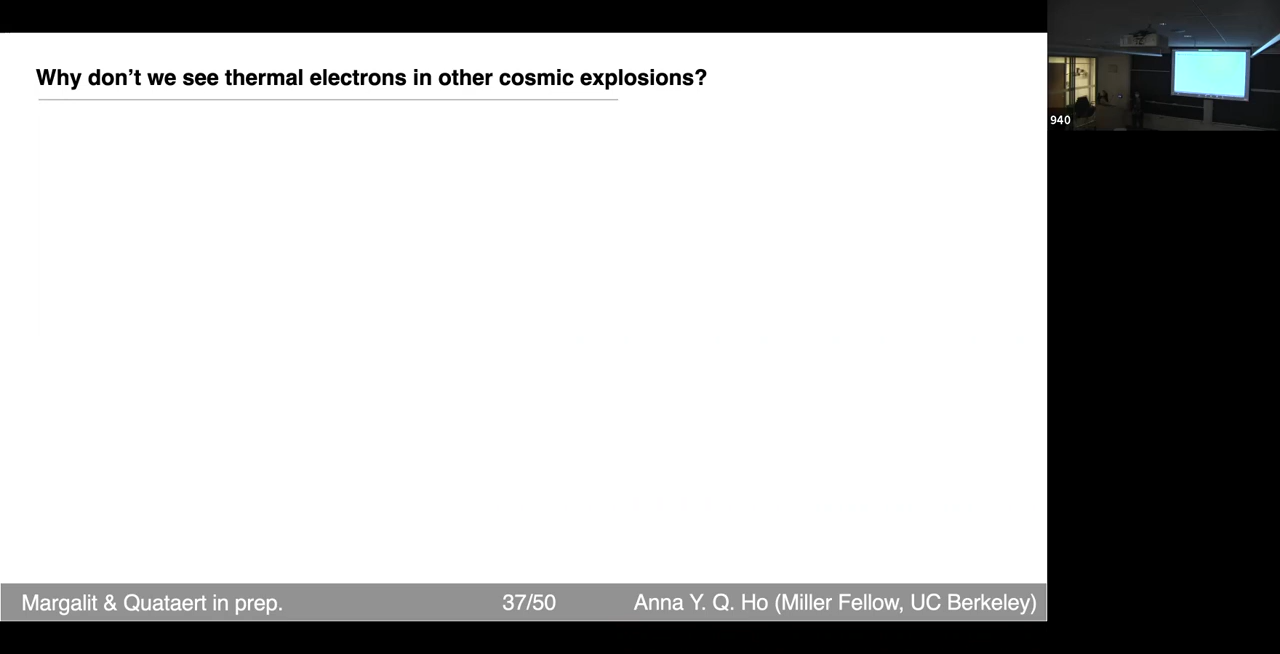 Why don't we see thermal electrons in other cosmic explosions?
940
Margalit & Quataert in prep. 37/50 Anna Y. Q. Ho (Miller Fellow, UC Berkeley)